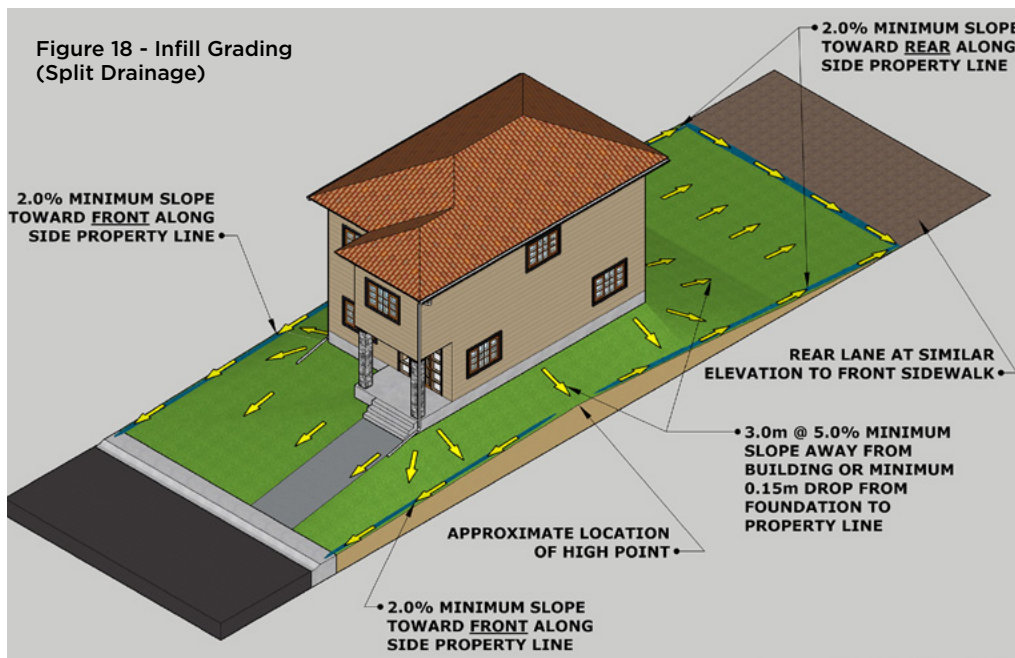 Figure 18 - Infill Grading
(Split Drainage)
2.0% MINIMUM SLOPE
TOWARD REAR ALONG
SIDE PROPERTY LINE
2.0% MINIMUM SLOPE
TOWARD FRONT ALONG
SIDE PROPERTY LINE
REAR LANE AT SIMILAR
ELEVATION TO FRONT SIDEWALK
3.0m @ 5.0% MINIMUM
SLOPE AWAY FROM
BUILDING OR MINIMUM
0.15m DROP FROM
FOUNDATION TO
PROPERTY LINE
APPROXIMATE LOCATION
OF HIGH POINT
2.0% MINIMUM SLOPE
TOWARD FRONT ALONG
SIDE PROPERTY LINE